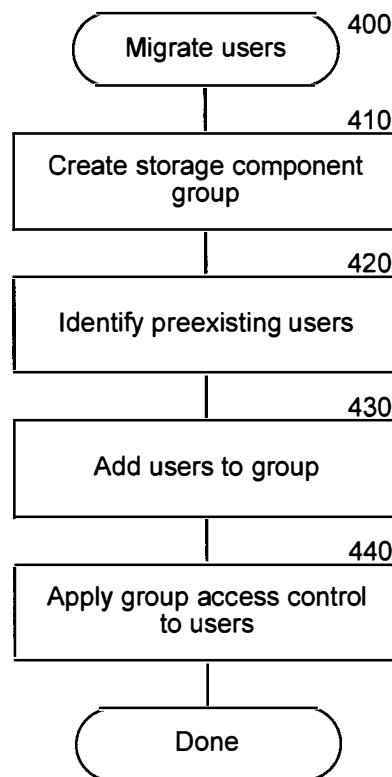 400
Migrate users
410
Create storage component
group
420
Identify preexisting users
430
Add users to group
440
Apply group access control
to users
Done